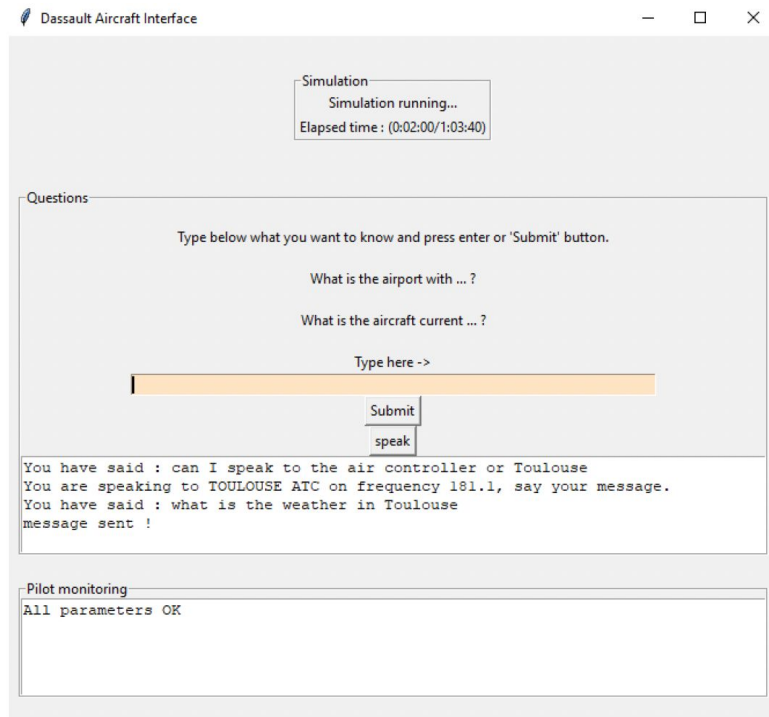 Dassault Aircraft Interface
Simulation
Simulation running...
Elapsed time : (0:02:00/1:03:40)
Questions
Type below what you want to know and press enter or 'Submit' button.
What is the airport with ... ?
What is the aircraft current ... ?
Type here ->
Submit
speak
You have said : can I speak to the air controller or Toulouse
You are speaking to TOULOUSE ATC on frequency 181.1, say your message.
You have said : what is the weather in Toulouse
message sent !
Pilot monitoring
All parameters OK